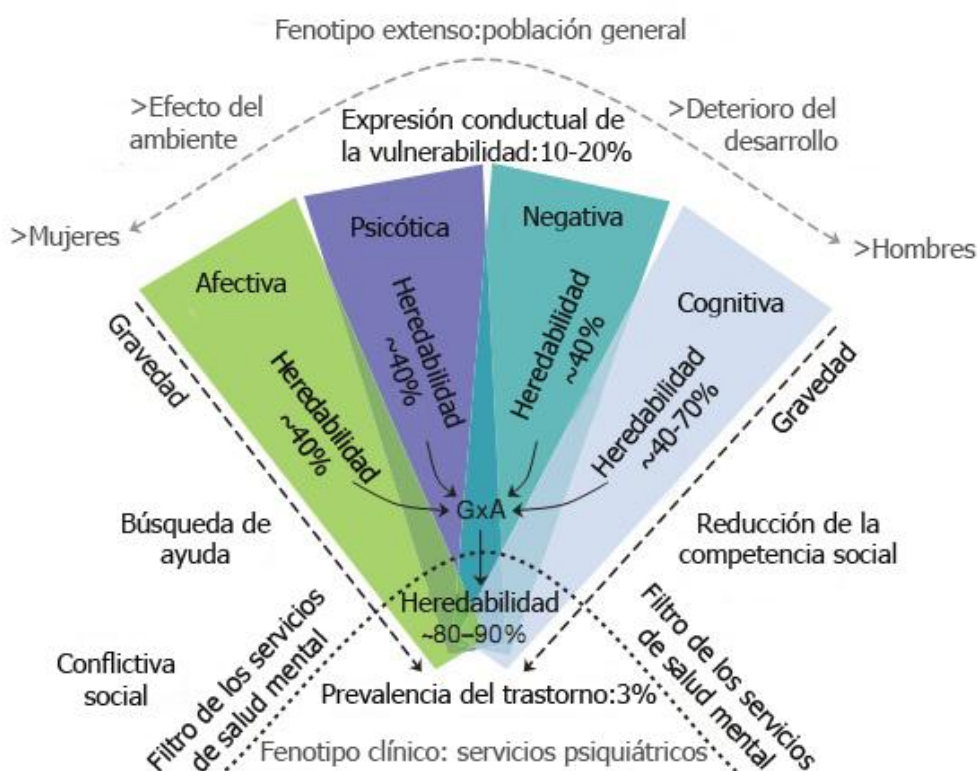 Fenotipo extenso:población general
>Efecto del
ambiente
>Deterioro del
desarrollo
Expresión conductual de
la vulnerabilidad:10-20%
>Mujeres
>Hombres
Afectiva
Psicótica
Negativa
Cognitiva
Gravedad
Heredabilidad
~40%
Heredabilidad
~40%
Heredabilidad
~40%
Heredabilidad
~40-70%
Gravedad
GxA
Búsqueda de
ayuda
Reducción de la
competencia social
Heredabilidad
~80–90%
Conflictiva
social
Filtro de los servicios
de salud mental
Filtro de los servicios
de salud mental
Prevalencia del trastorno:3%
Fenotipo clínico: servicios psiquiátricos